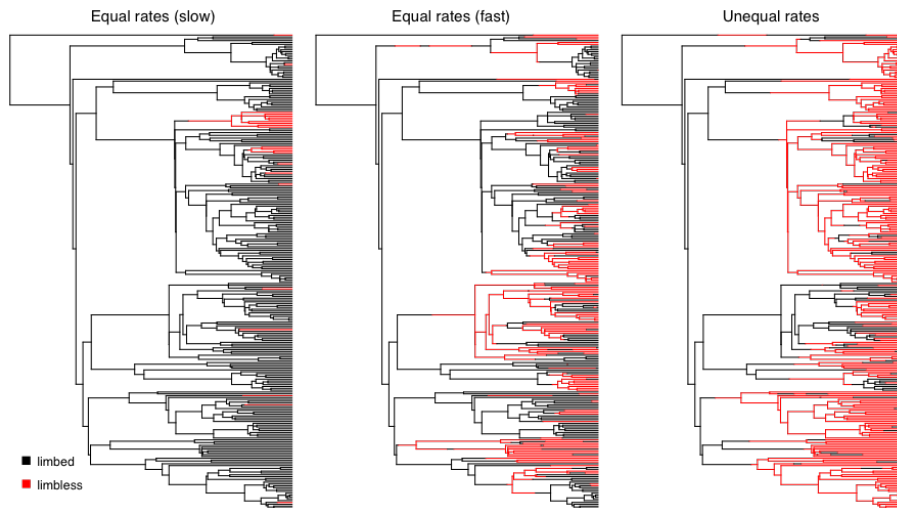 Equal rates (slow)
Equal rates (fast)
Unequal rates
limbed
limbless